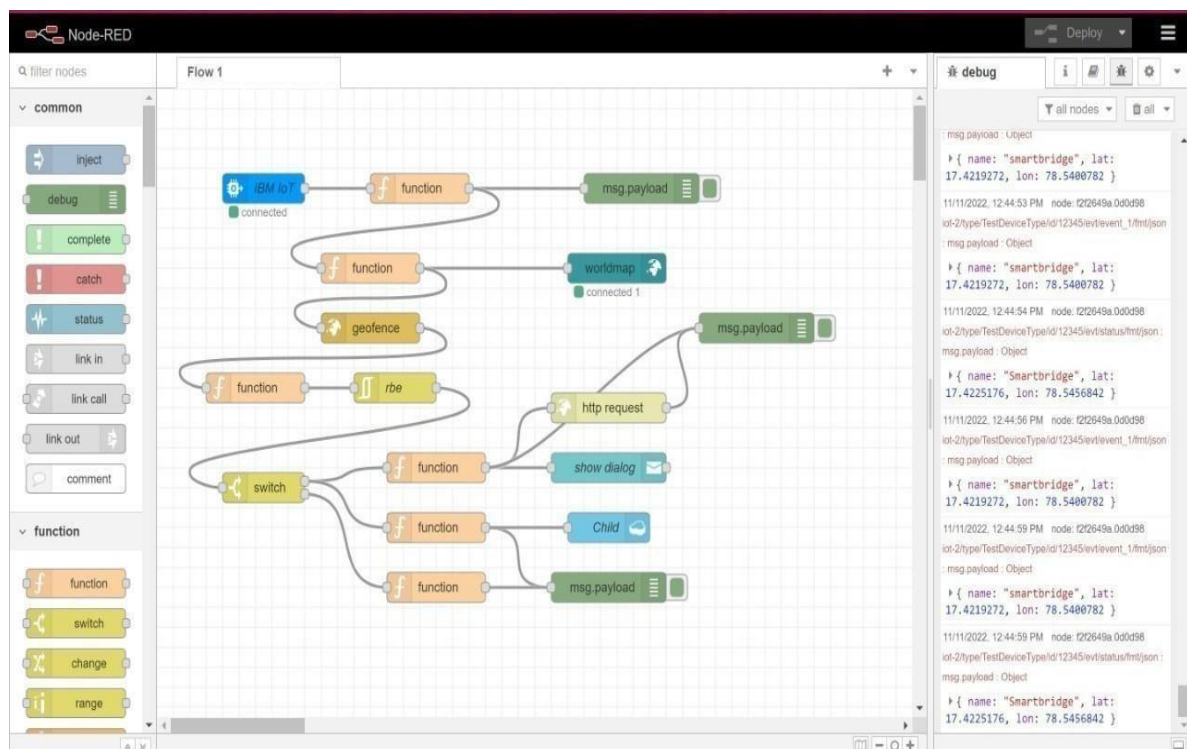 Node-RED
Deploy
filter nodes
common
inject
debug
complete
catch
status
link in
link call
link out
comment
function
function
switch
change
range
Flow 1
IBM IoT
connected
function
msg.payload
function
worldmap
connected 1
geofence
msg.payload
function
rbe
http request
switch
function
show dialog
function
Child
function
msg.payload
debug
i
all nodes
all
msg.payload : Object
{ name: "smartbridge", lat:
17.4219272, lon: 78.5400782 }
11/11/2022, 12:44:53 PM node: f2f2649a.0d0d98
iot-2/type/TestDeviceType/id/12345/evt/event_1/fmt/json
: msg.payload : Object
{ name: "smartbridge", lat:
17.4219272, lon: 78.5400782 }
11/11/2022, 12:44:54 PM node: f2f2649a.0d0d98
iot-2/type/TestDeviceType/id/12345/evt/status/fmt/json :
msg.payload : Object
{ name: "Smartbridge", lat:
17.4225176, lon: 78.5456842 }
11/11/2022, 12:44:56 PM node: f2f2649a.0d0d98
iot-2/type/TestDeviceType/id/12345/evt/event_1/fmt/json
: msg.payload : Object
{ name: "smartbridge", lat:
17.4219272, lon: 78.5400782 }
11/11/2022, 12:44:59 PM node: f2f2649a.0d0d98
iot-2/type/TestDeviceType/id/12345/evt/event_1/fmt/json
: msg.payload : Object
{ name: "smartbridge", lat:
17.4219272, lon: 78.5400782 }
11/11/2022, 12:44:59 PM node: f2f2649a.0d0d98
iot-2/type/TestDeviceType/id/12345/evt/status/fmt/json :
msg.payload : Object
{ name: "Smartbridge", lat:
17.4225176, lon: 78.5456842 }